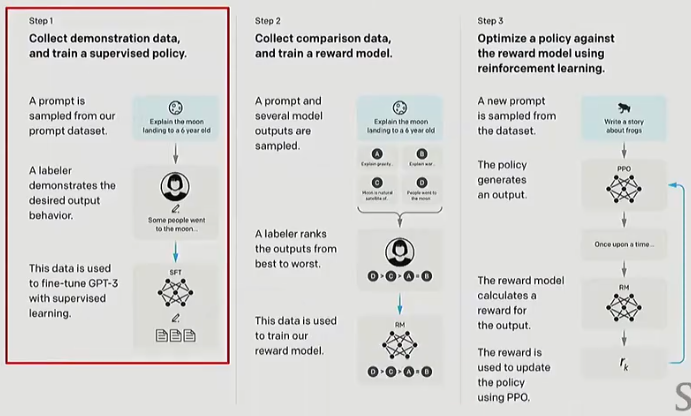 Step 1
Collect demonstration data,
and train a supervised policy.
A prompt is
sampled from our
prompt dataset.
Explain the moon
landing to a 6 year old
A labeler
demonstrates the
desired output
behavior.
Some people went
to the moon...
This data is used
to fine-tune GPT-3
with supervised
learning.
SFT
Step 2
Collect comparison data,
and train a reward model.
A prompt and
several model
outputs are
sampled.
Explain the moon
landing to a 6 year old
A
B
Explain gravity...
Explain war...
C
D
Moon is natural
satellite of...
People went to
the moon...
A labeler ranks
the outputs from
best to worst.
D > C > A = B
This data is used
to train our
reward model.
RM
D > C > A = B
Step 3
Optimize a policy against
the reward model using
reinforcement learning.
A new prompt
is sampled from
the dataset.
Write a story
about frogs
The policy
generates
an output.
PPO
Once upon a time...
The reward model
calculates a
reward for
the output.
RM
The reward is
used to update
the policy
using PPO.
rk
S